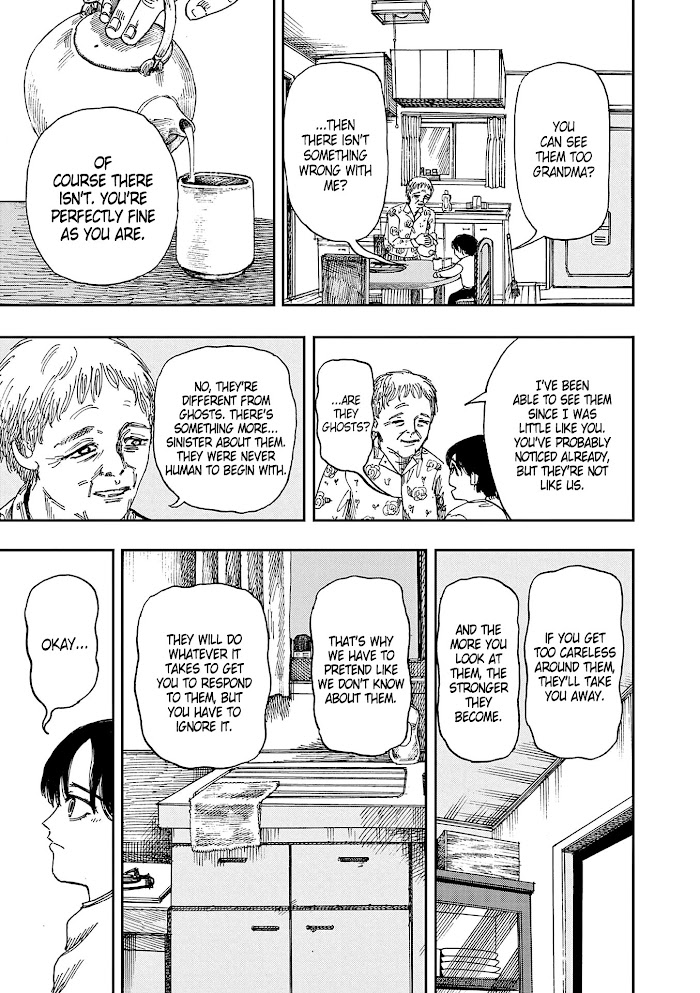 YOU
CAN SEE
THEM TOO
GRANDMA?
...THEN
THERE ISN'T
SOMETHING
WRONG WITH
ME?
OF
COURSE THERE
ISN'T. YOU'RE
PERFECTLY FINE
AS YOU ARE.
I'VE BEEN
ABLE TO SEE THEM
SINCE I WAS
LITTLE LIKE YOU.
YOU'VE PROBABLY
NOTICED ALREADY,
BUT THEY'RE NOT
LIKE US.
...ARE
THEY
GHOSTS?
NO, THEY'RE
DIFFERENT FROM
GHOSTS. THERE'S
SOMETHING MORE...
SINISTER ABOUT THEM.
THEY WERE NEVER
HUMAN TO BEGIN WITH.
IF YOU GET
TOO CARELESS
AROUND THEM,
THEY'LL TAKE
YOU AWAY.
AND THE
MORE YOU
LOOK AT
THEM, THE
STRONGER
THEY
BECOME.
THAT'S WHY
WE HAVE TO
PRETEND LIKE
WE DON'T KNOW
ABOUT THEM.
THEY WILL DO
WHATEVER IT
TAKES TO GET
YOU TO RESPOND
TO THEM, BUT
YOU HAVE TO
IGNORE IT.
OKAY...